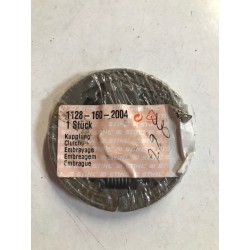 1128-160-2004
1 Stück
Kupplung
Clutch
Embrayage
Embreagem
Embrague